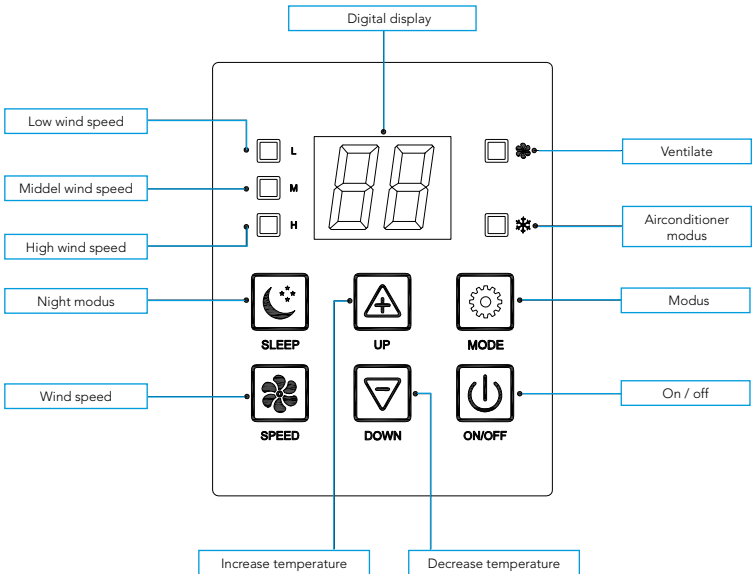 Digital display
Low wind speed
L
Ventilate
Middel wind speed
M
High wind speed
H
Airconditioner
modus
Night modus
Modus
SLEEP
UP
MODE
Wind speed
On / off
SPEED
DOWN
ON/OFF
Increase temperature
Decrease temperature